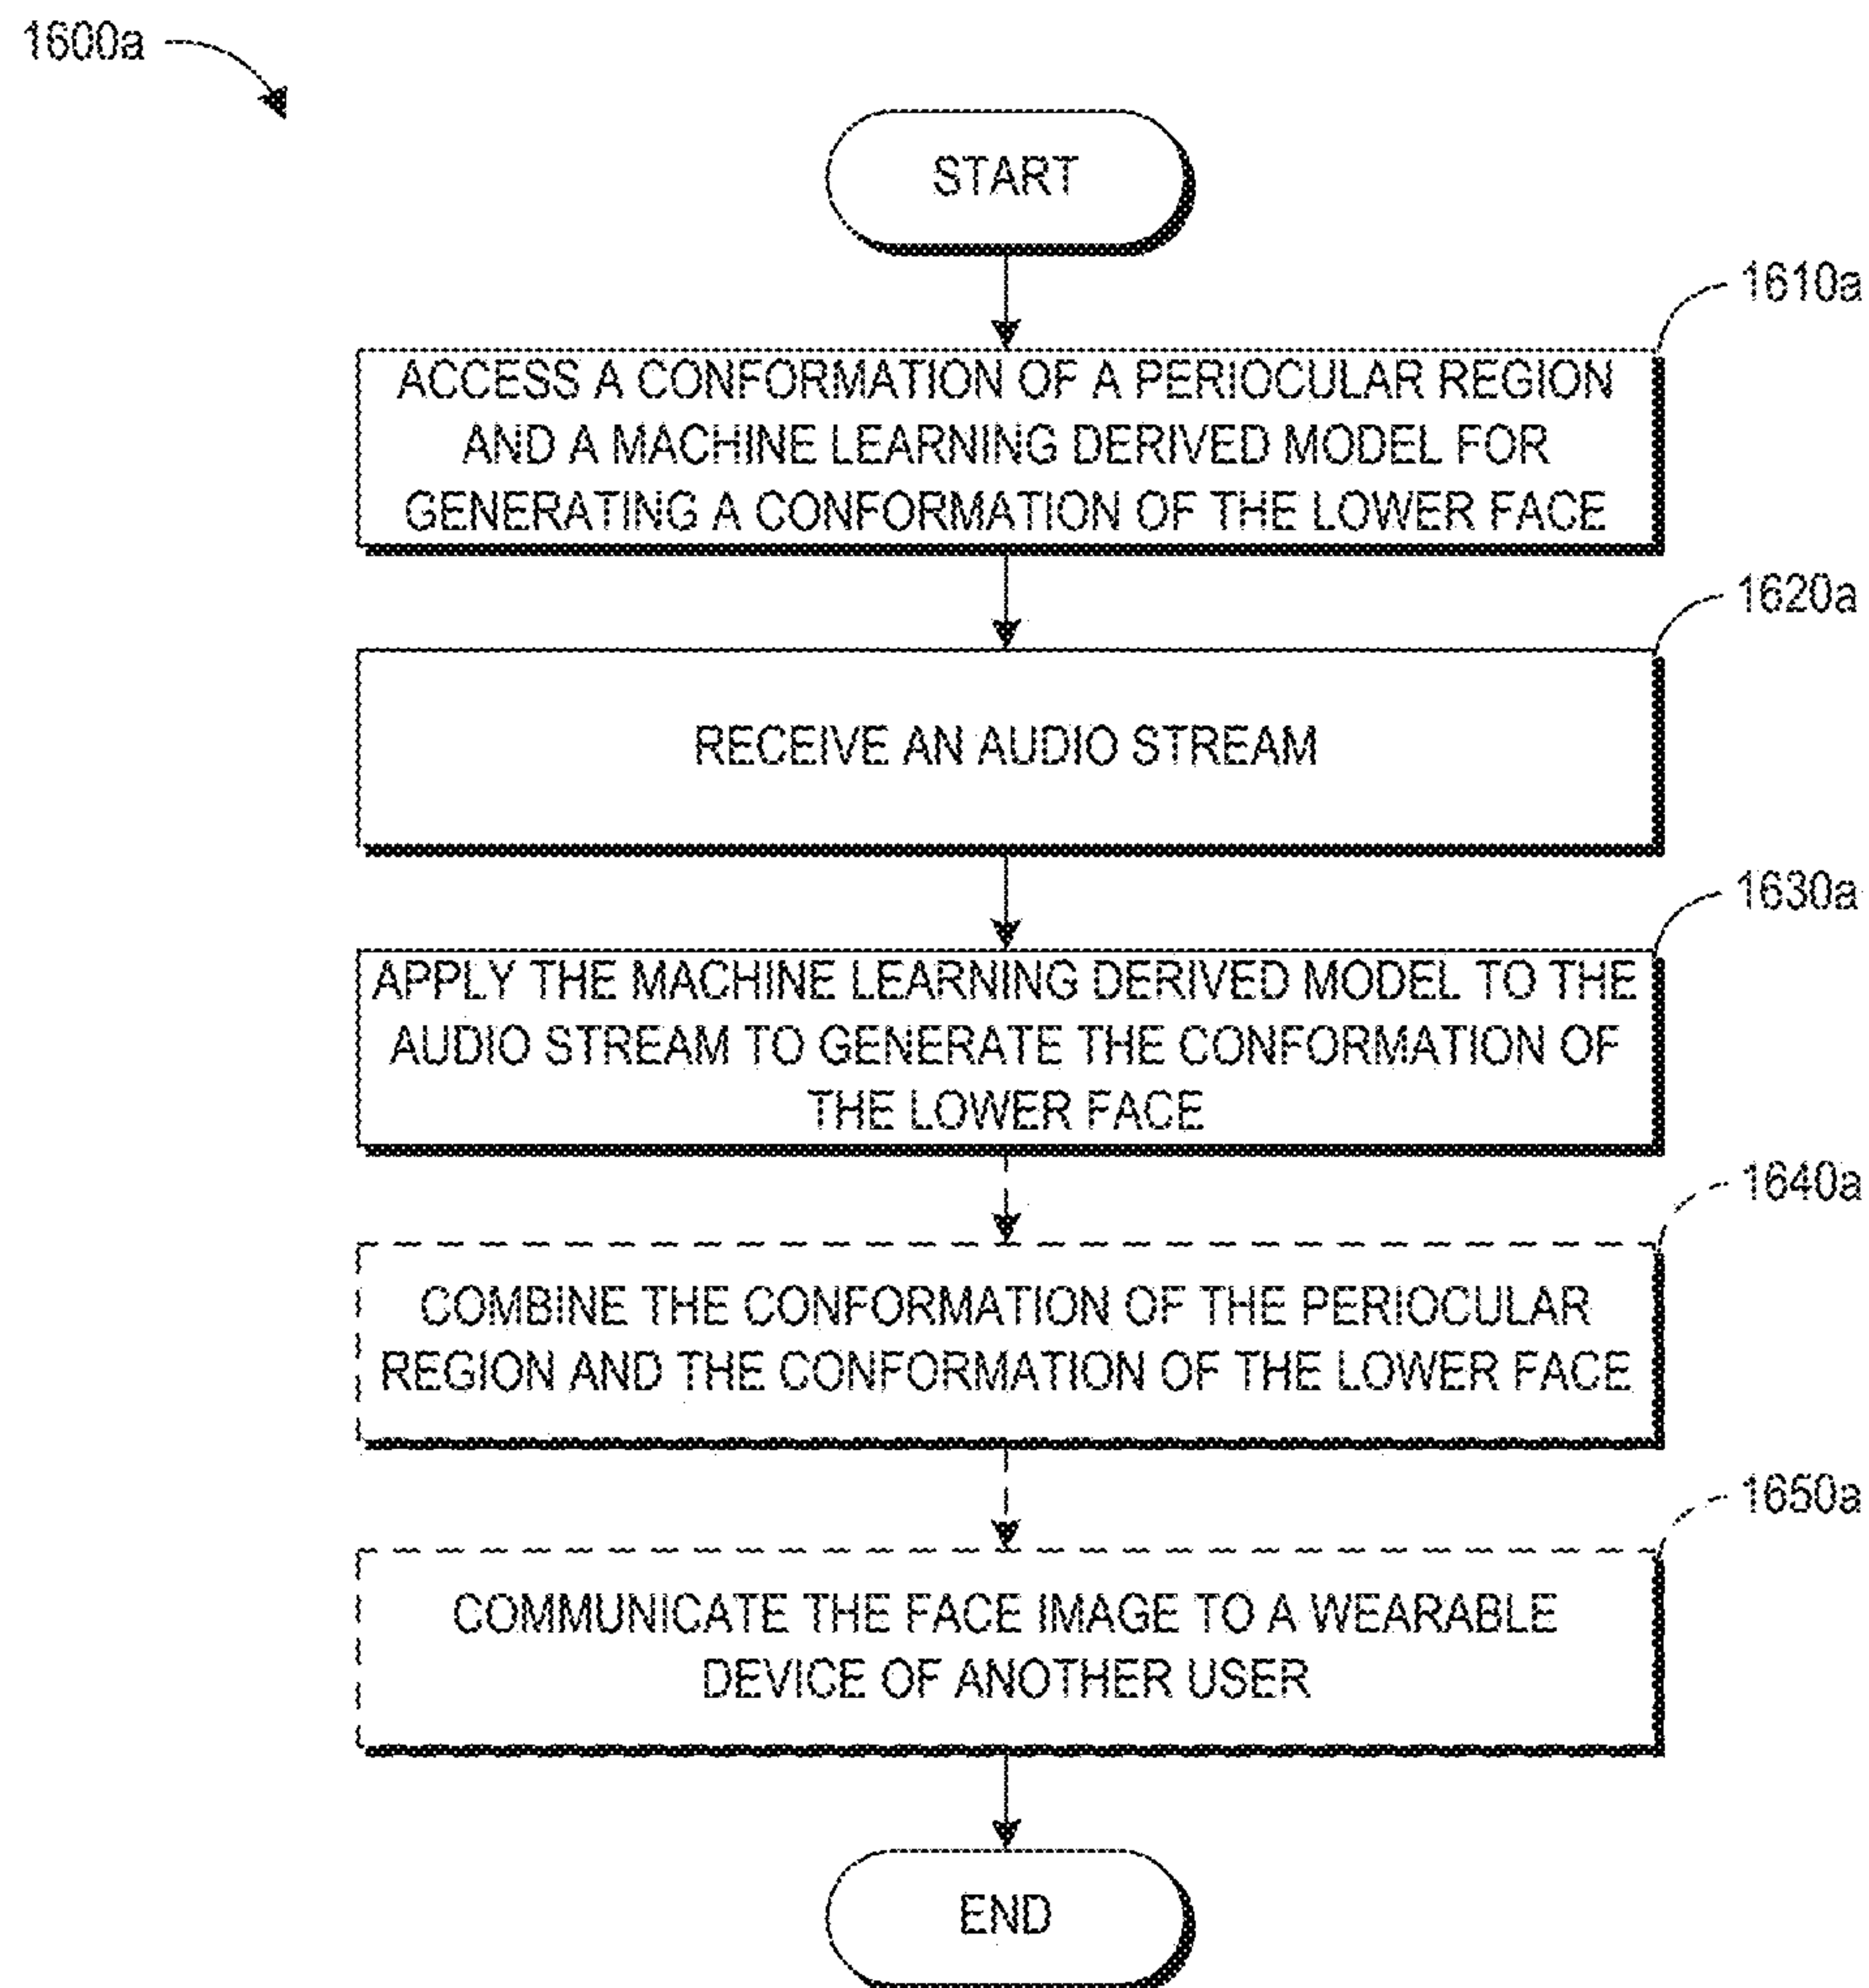 1600a
START
1610a
ACCESS A CONFORMATION OF A PERIOCULAR REGION
AND A MACHINE LEARNING DERIVED MODEL FOR
GENERATING A CONFORMATION OF THE LOWER FACE
1620a
RECEIVE AN AUDIO STREAM
1630a
APPLY THE MACHINE LEARNING DERIVED MODEL TO THE
AUDIO STREAM TO GENERATE THE CONFORMATION OF
THE LOWER FACE
1640a
COMBINE THE CONFORMATION OF THE PERIOCULAR
REGION AND THE CONFORMATION OF THE LOWER FACE
1650a
COMMUNICATE THE FACE IMAGE TO A WEARABLE
DEVICE OF ANOTHER USER
END